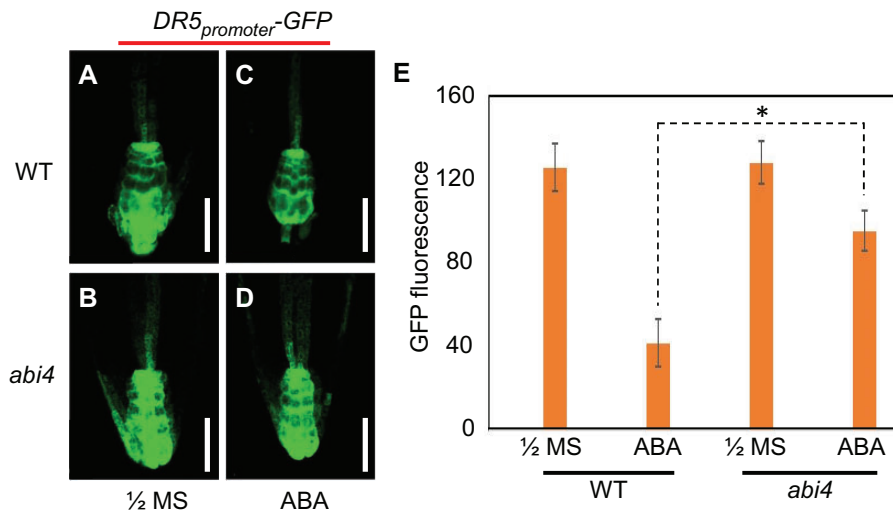 DR5promoter-GFP
A
C
WT
B
D
abi4
½ MS
ABA
E
160
120
80
40
0
GFP fluorescence
*
½ MS
ABA
½ MS
ABA
WT
abi4